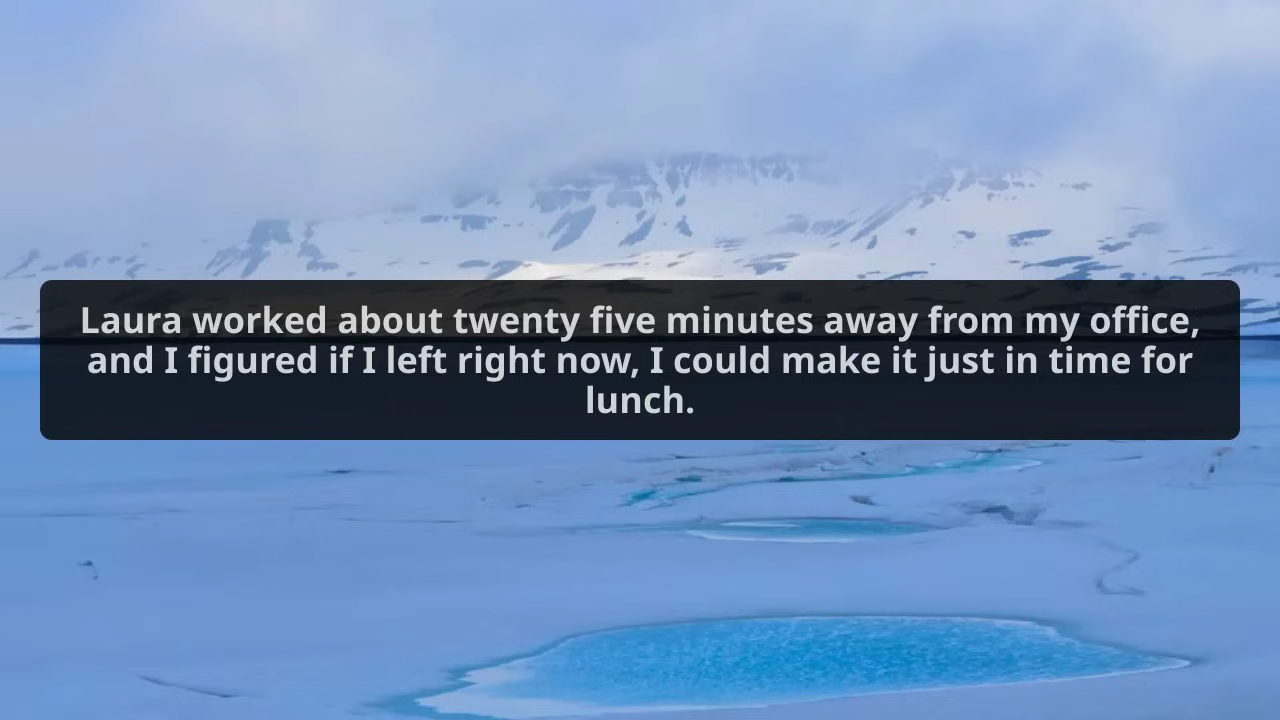 Laura worked about twenty five minutes away from my office,
and I figured if I left right now, I could make it just in time for
lunch.